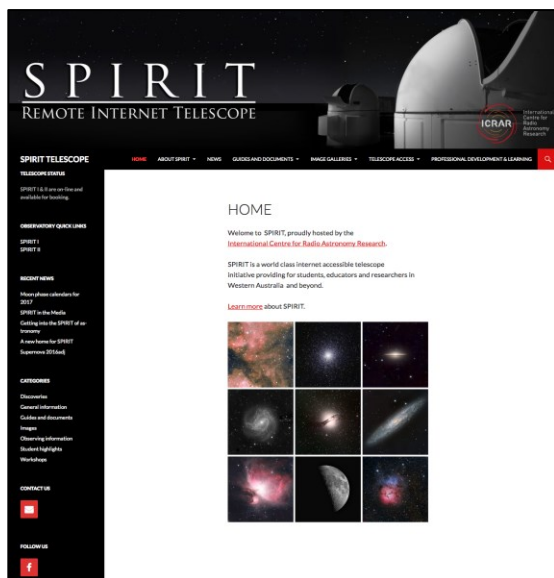 SPIRIT
REMOTE INTERNET TELESCOPE
ICRAR
International
Centre for
Radio
Astronomy
Research
SPIRIT TELESCOPE
HOME ABOUT SPIRIT NEWS GUIDES AND DOCUMENTS IMAGE GALLERIES TELESCOPE ACCESS PROFESSIONAL DEVELOPMENT & LEARNING
TELESCOPE STATUS
SPIRIT I & II are on-line and
available for booking.
OBSERVATORY QUICK LINKS
SPIRIT I
SPIRIT II
RECENT NEWS
Moon phase calendars for
2017
SPIRIT in the Media
Getting into the SPIRIT of as-
tronomy
A new home for SPIRIT
Supernova 2016adj
CATEGORIES
Discoveries
General information
Guides and documents
Images
Observing information
Student highlights
Workshops
CONTACT US
FOLLOW US
f
HOME
Welome to SPIRIT, proudly hosted by the
International Centre for Radio Astronomy Research.
SPIRIT is a world class internet accessible telescope
initiative providing for students, educators and researchers in
Western Australia and beyond.
Learn more about SPIRIT.